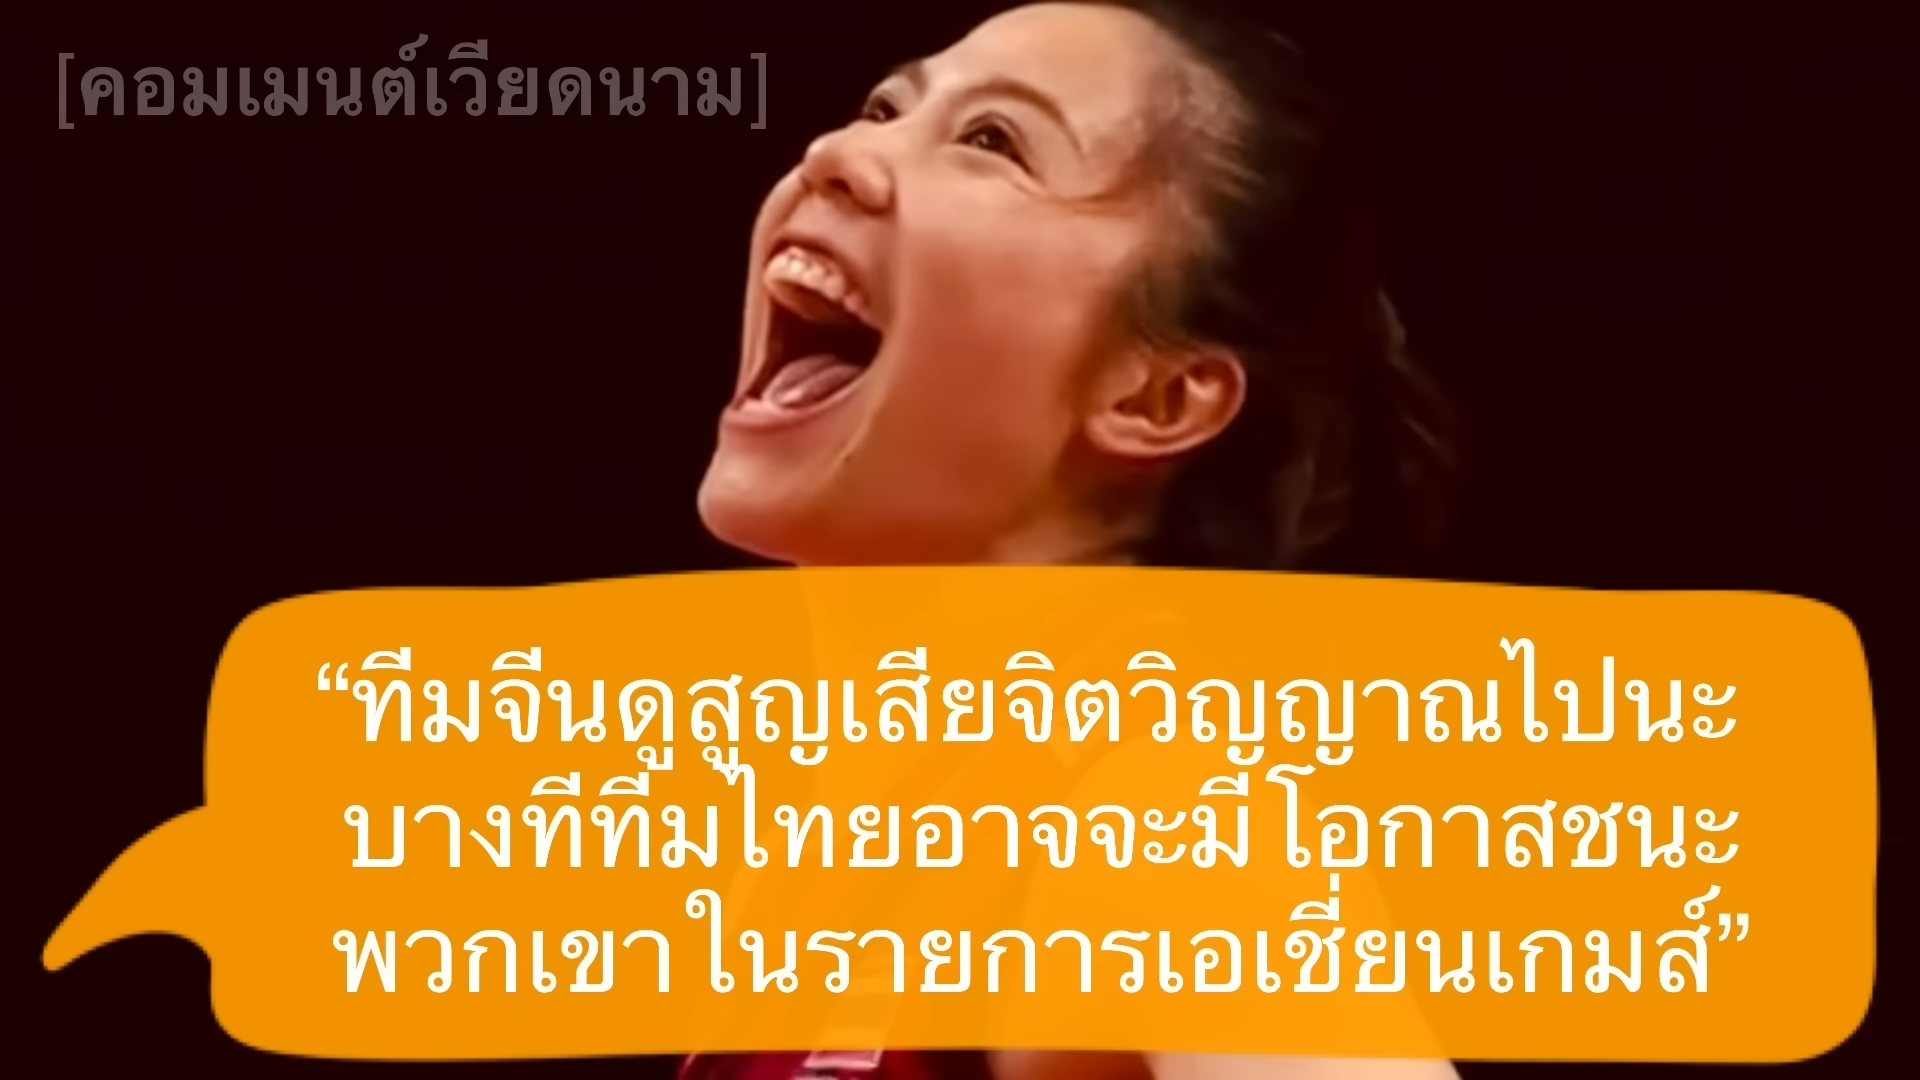 [คอมเมนต์เวียดนาม]
“ทีมจีนดูสูญเสียจิตวิญญาณไปนะ
บางทีทีมไทยอาจจะมีโอกาสชนะ
พวกเขาในรายการเอเชี่ยนเกมส์”